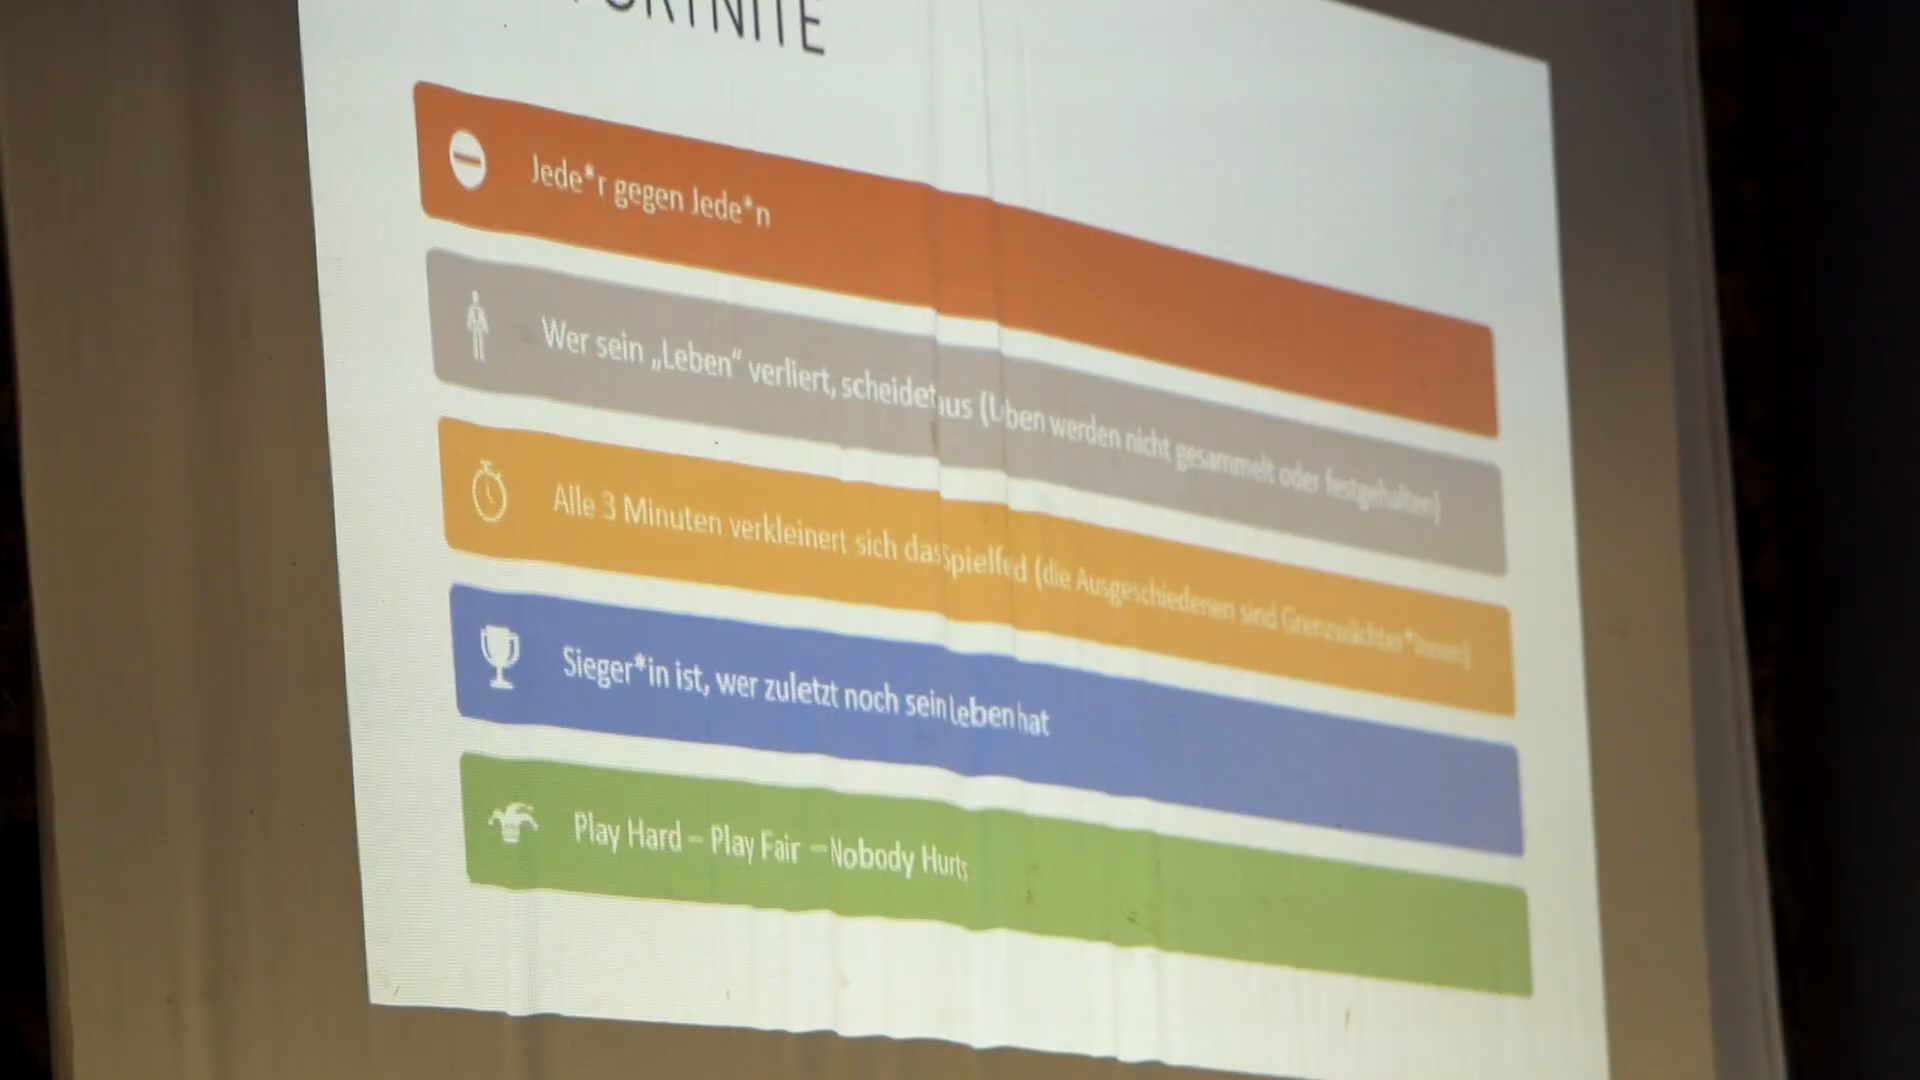 FORTNITE
Jede*r gegen Jede*n
Wer sein „Leben“ verliert, scheidet aus (Leben werden nicht gesammelt oder festgehalten)
Alle 3 Minuten verkleinert sich das Spielfeld (die Ausgeschiedenen sind Grenzwächter*innen)
Sieger*in ist, wer zuletzt noch sein Leben hat
Play Hard – Play Fair – Nobody Hurts